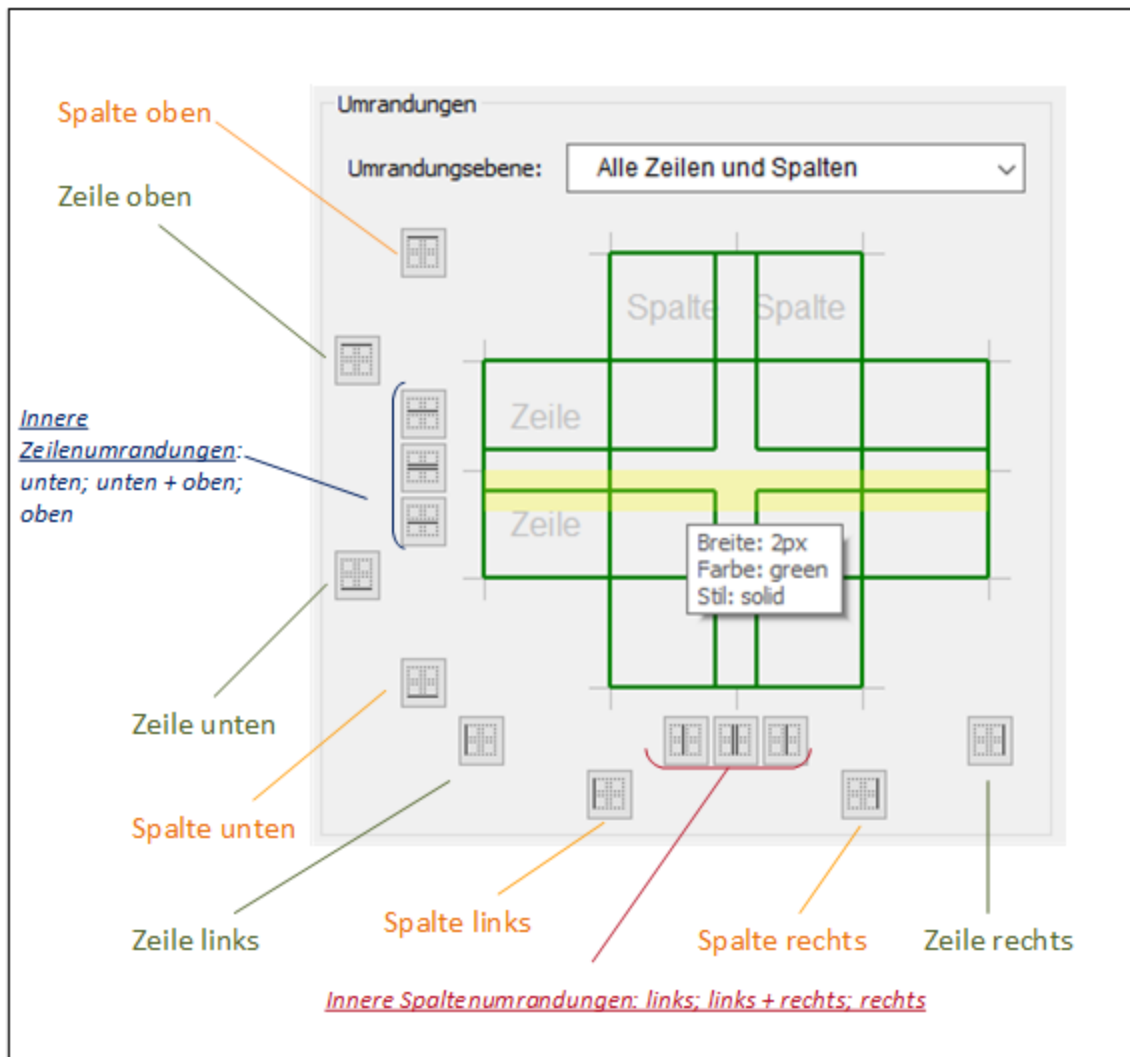 Umrandungen
Spalte oben
Umrandungsebene: Alle Zeilen und Spalten
Zeile oben
Spalte Spalte
Zeile
Innere
Zeilenumrandungen:
unten; unten + oben;
oben
Zeile
Breite: 2px
Farbe: green
Stil: solid
Zeile unten
Spalte unten
Zeile links
Spalte links
Spalte rechts
Zeile rechts
Innere Spaltenumrandungen: links; links + rechts; rechts